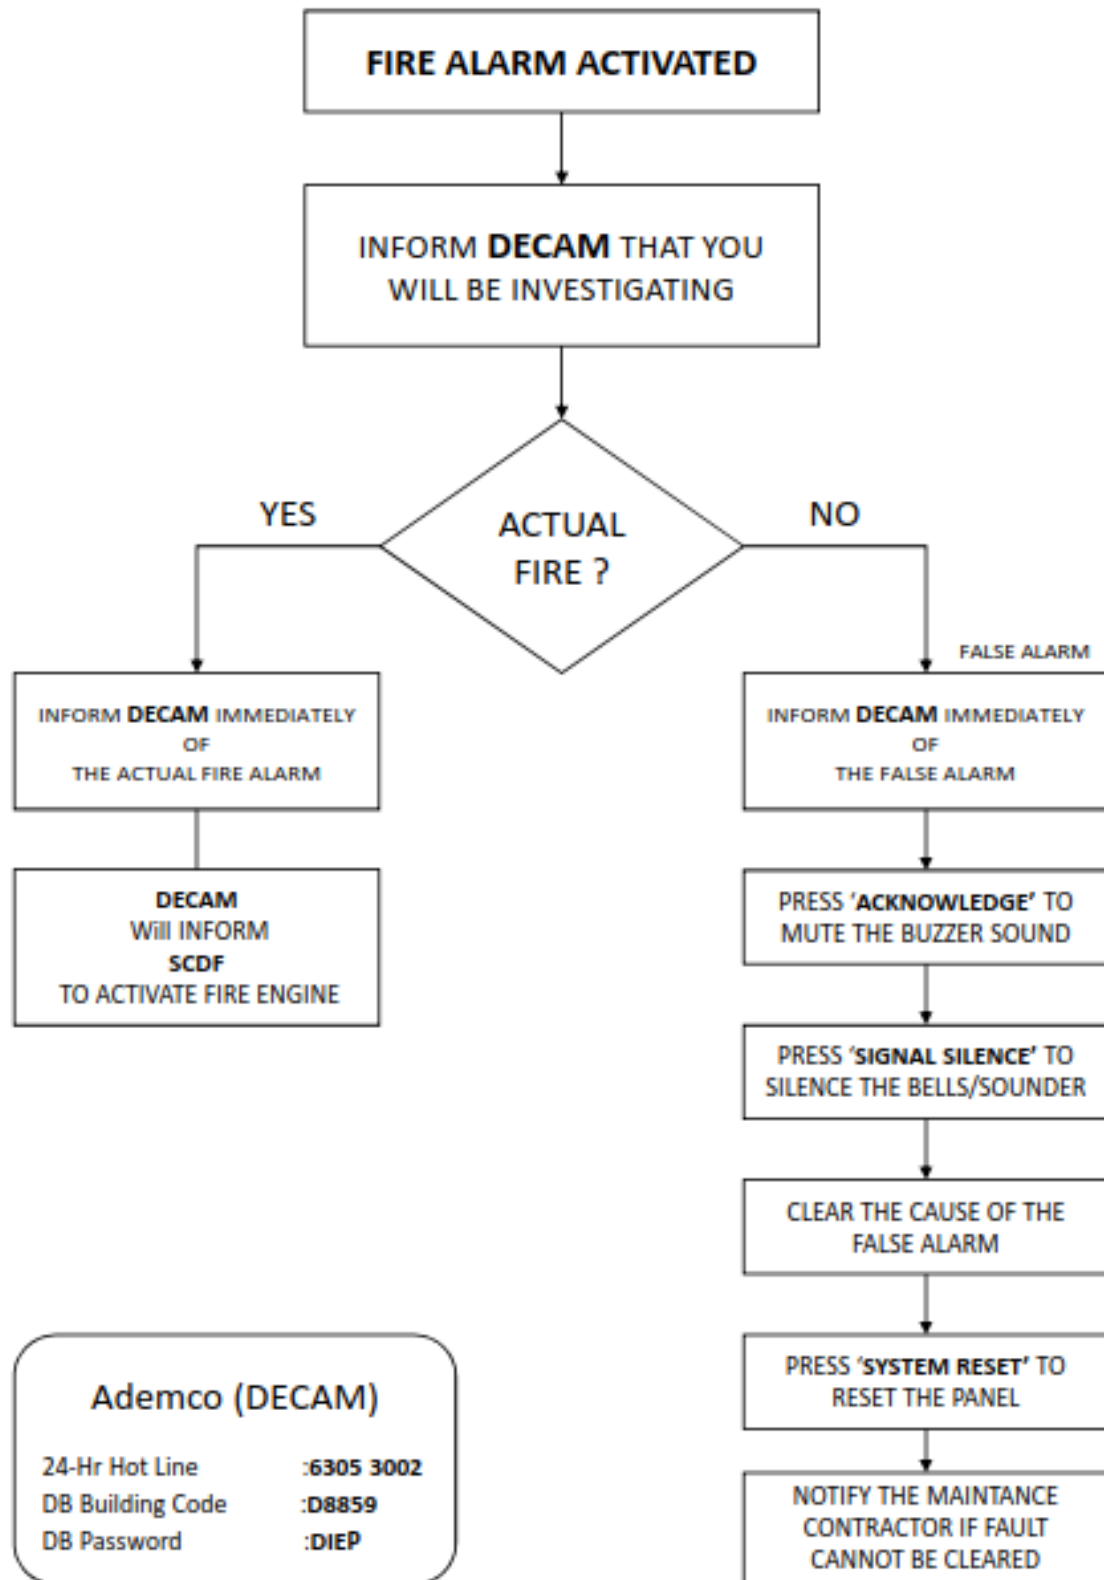 FIRE ALARM ACTIVATED
INFORM DECAM THAT YOU
WILL BE INVESTIGATING
YES
ACTUAL
FIRE ?
NO
FALSE ALARM
INFORM DECAM IMMEDIATELY
OF
THE ACTUAL FIRE ALARM
DECAM
Will INFORM
SCDF
TO ACTIVATE FIRE ENGINE
INFORM DECAM IMMEDIATELY
OF
THE FALSE ALARM
PRESS ‘ACKNOWLEDGE’ TO
MUTE THE BUZZER SOUND
PRESS ‘SIGNAL SILENCE’ TO
SILENCE THE BELLS/SOUNDER
CLEAR THE CAUSE OF THE
FALSE ALARM
PRESS ‘SYSTEM RESET’ TO
RESET THE PANEL
NOTIFY THE MAINTANCE
CONTRACTOR IF FAULT
CANNOT BE CLEARED
Ademco (DECAM)
24-Hr Hot Line :6305 3002
DB Building Code :D8859
DB Password :DIEP